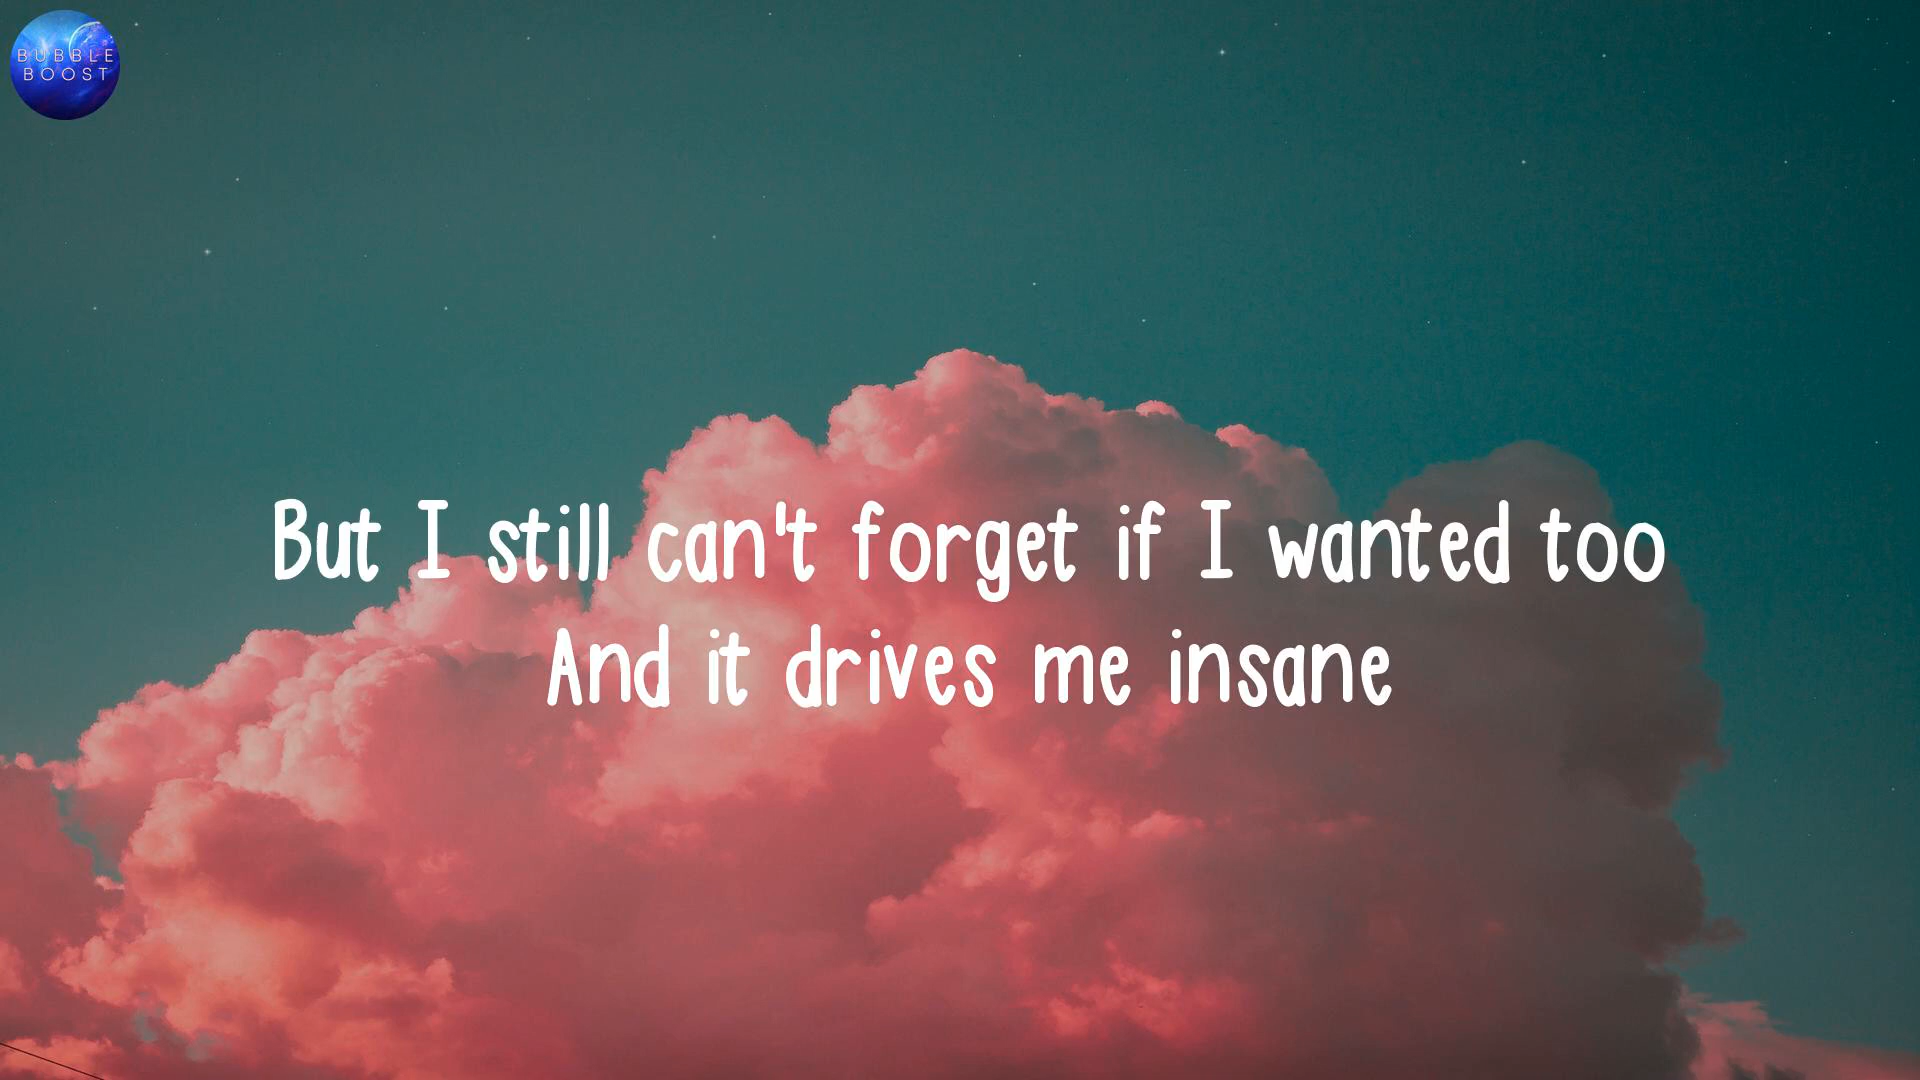 BUBBLE
BOOST
But I still can't forget if I wanted too
And it drives me insane